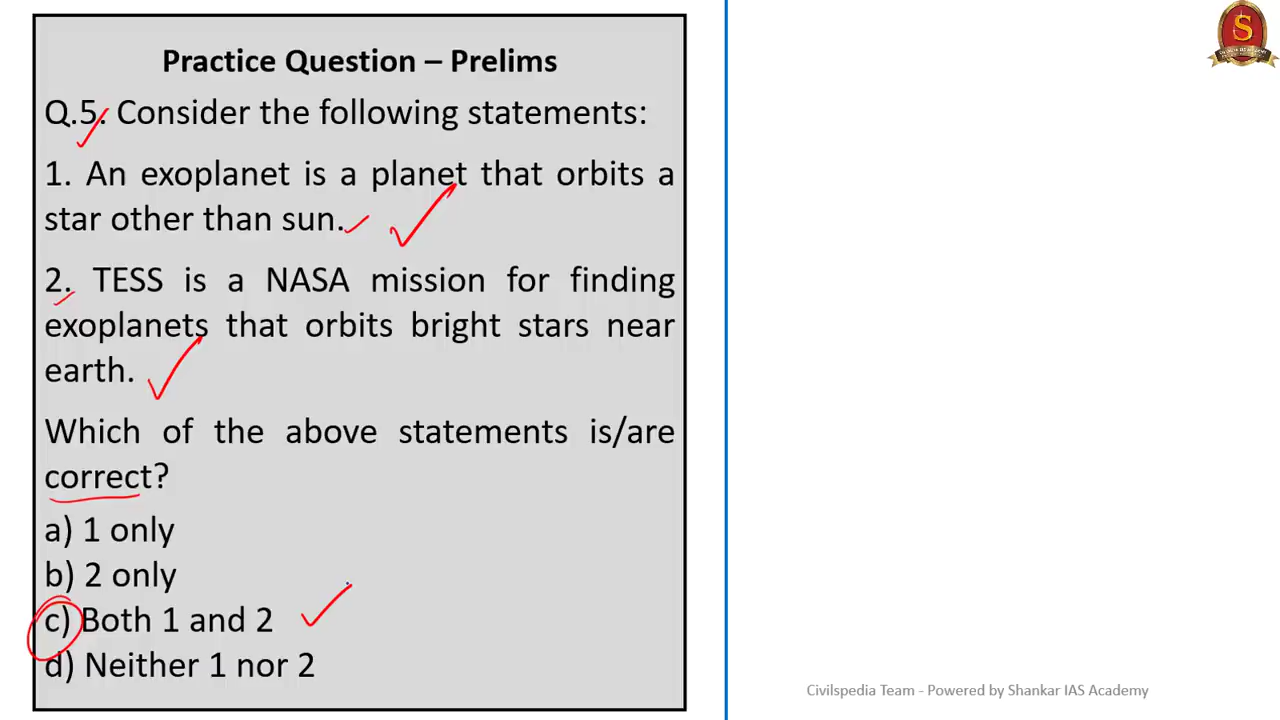 Practice Question – Prelims
Q.5. Consider the following statements:
1. An exoplanet is a planet that orbits a
star other than sun.
2. TESS is a NASA mission for finding
exoplanets that orbits bright stars near
earth.
Which of the above statements is/are
correct?
a) 1 only
b) 2 only
c) Both 1 and 2
d) Neither 1 nor 2
S
Civilspedia Team - Powered by Shankar IAS Academy